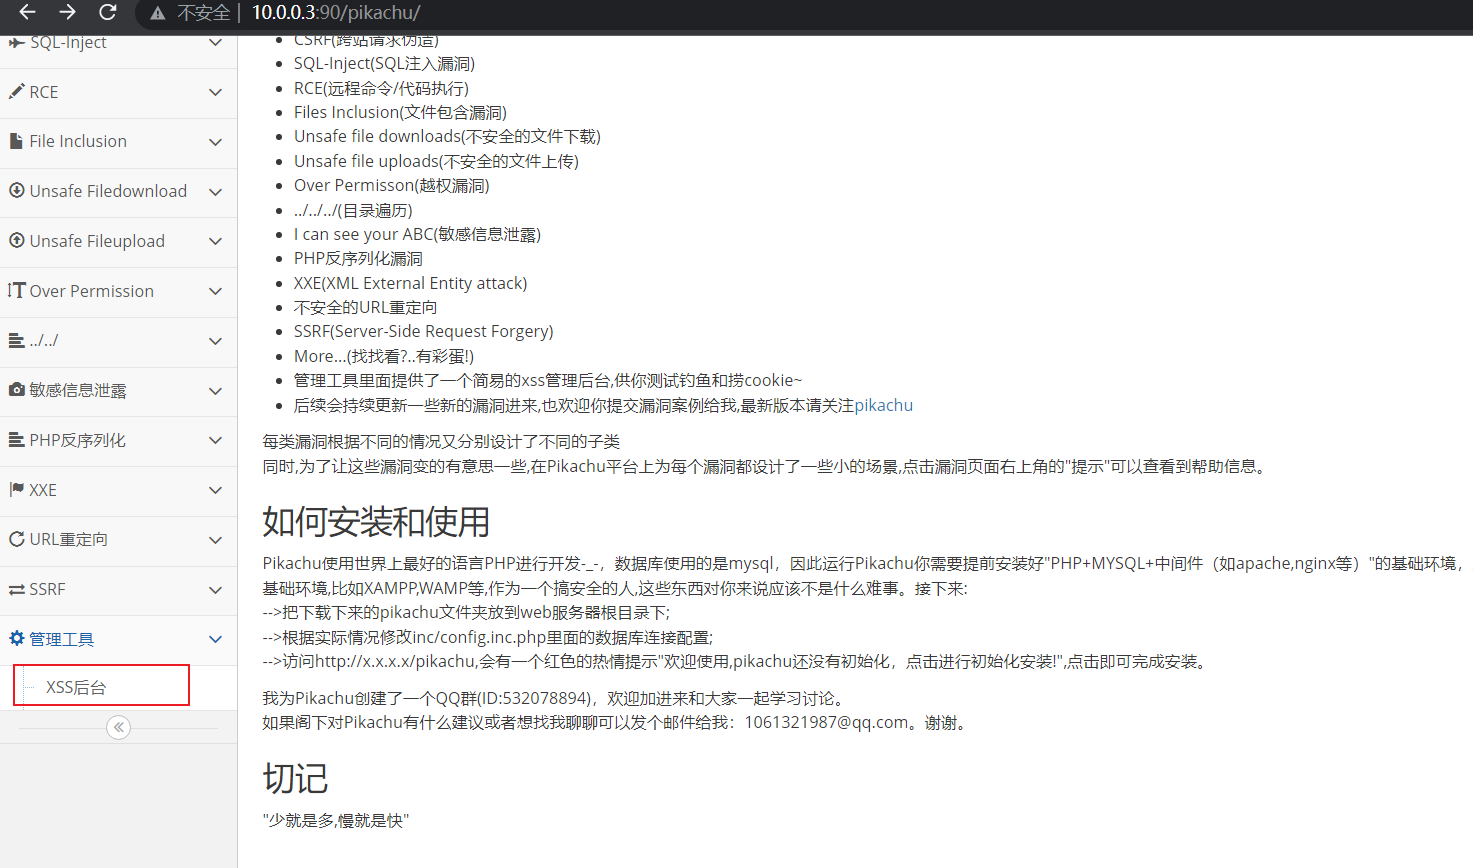 不安全 | 10.0.0.3:90/pikachu/
SQL-Inject
RCE
File Inclusion
Unsafe Filedownload
Unsafe Fileupload
Over Permission
../../
敏感信息泄露
PHP反序列化
XXE
URL重定向
SSRF
管理工具
XSS后台
CSRF(跨站请求伪造)
SQL-Inject(SQL注入漏洞)
RCE(远程命令/代码执行)
Files Inclusion(文件包含漏洞)
Unsafe file downloads(不安全的文件下载)
Unsafe file uploads(不安全的文件上传)
Over Permisson(越权漏洞)
../../../(目录遍历)
I can see your ABC(敏感信息泄露)
PHP反序列化漏洞
XXE(XML External Entity attack)
不安全的URL重定向
SSRF(Server-Side Request Forgery)
More...(找找看?..有彩蛋!)
管理工具里面提供了一个简易的xss管理后台,供你测试钓鱼和捞cookie~
后续会持续更新一些新的漏洞进来,也欢迎你提交漏洞案例给我,最新版本请关注pikachu
每类漏洞根据不同的情况又分别设计了不同的子类
同时,为了让这些漏洞变的有意思一些,在Pikachu平台上为每个漏洞都设计了一些小的场景,点击漏洞页面右上角的"提示"可以查看到帮助信息。
如何安装和使用
Pikachu使用世界上最好的语言PHP进行开发-_-，数据库使用的是mysql，因此运行Pikachu你需要提前安装好"PHP+MYSQL+中间件（如apache,nginx等）"的基础环境，
基础环境,比如XAMPP,WAMP等,作为一个搞安全的人,这些东西对你来说应该不是什么难事。接下来:
-->把下载下来的pikachu文件夹放到web服务器根目录下;
-->根据实际情况修改inc/config.inc.php里面的数据库连接配置;
-->访问http://x.x.x.x/pikachu,会有一个红色的热情提示"欢迎使用,pikachu还没有初始化，点击进行初始化安装!",点击即可完成安装。
我为Pikachu创建了一个QQ群(ID:532078894)，欢迎加进来和大家一起学习讨论。
如果阁下对Pikachu有什么建议或者想找我聊聊可以发个邮件给我：1061321987@qq.com。谢谢。
切记
"少就是多,慢就是快"